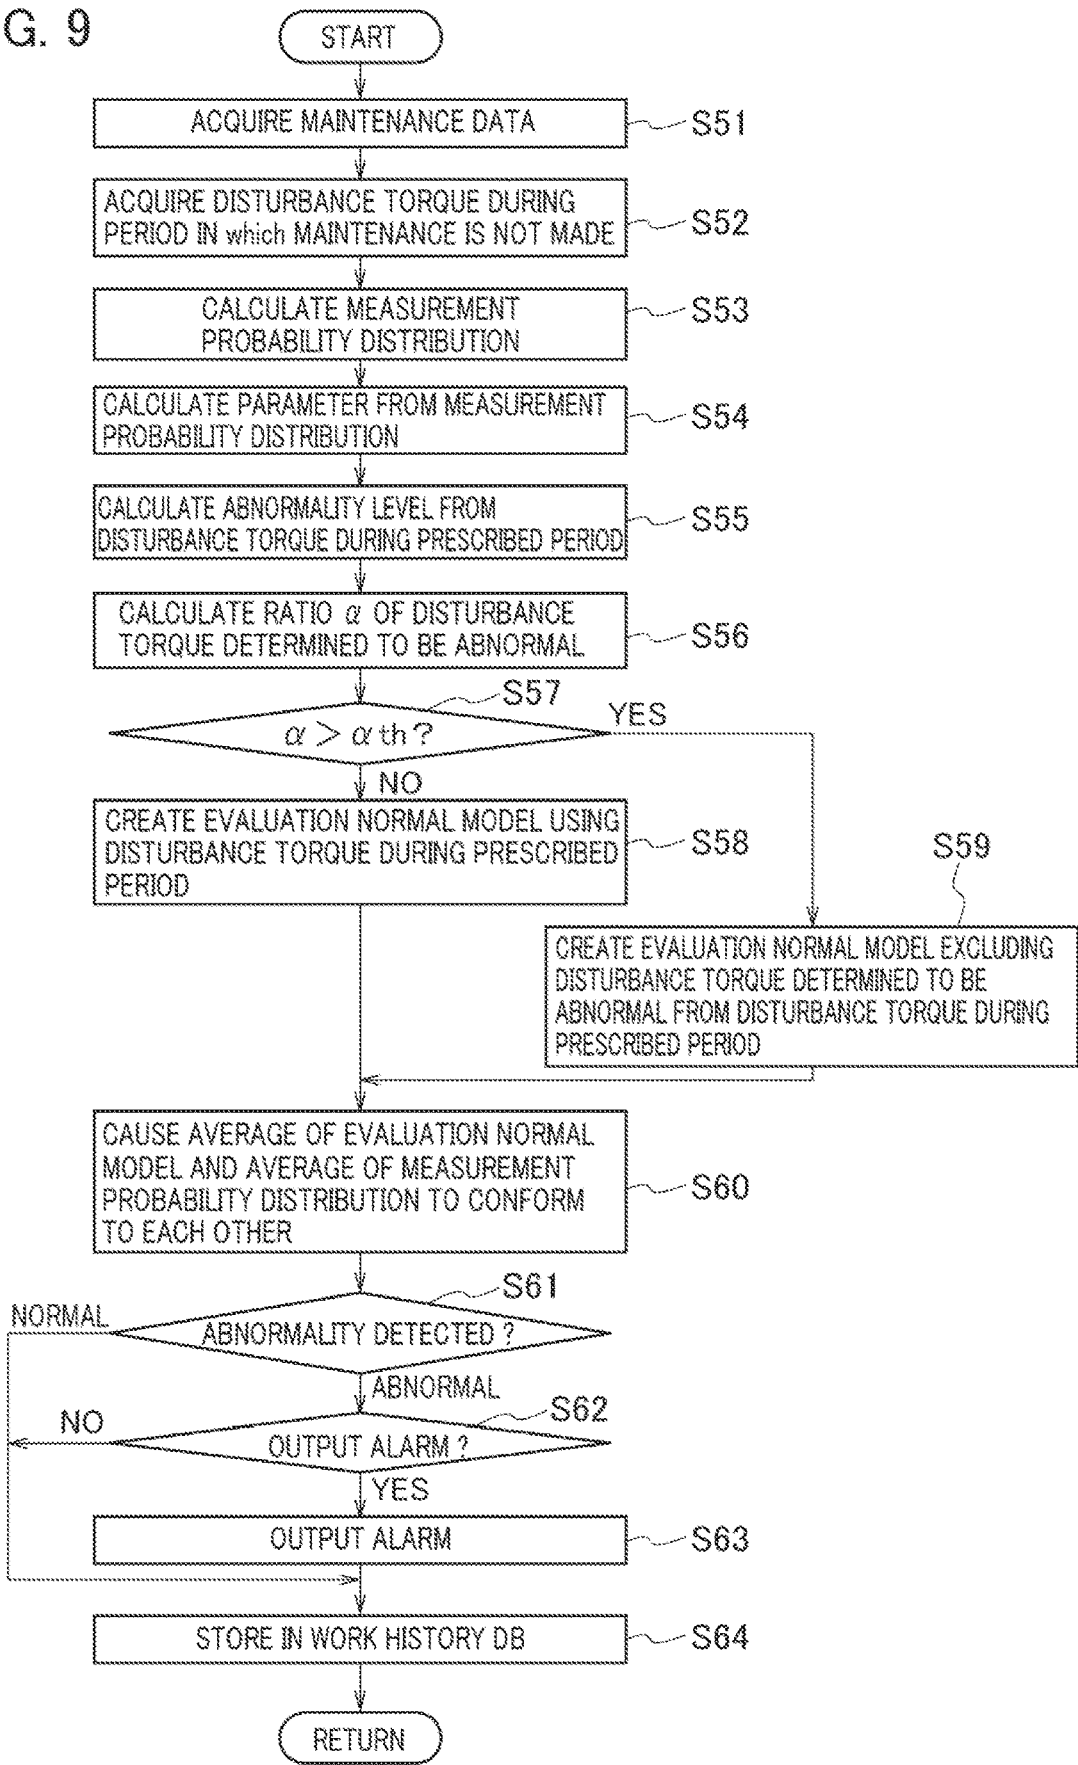 G. 9
START
ACQUIRE MAINTENANCE DATA
S51
ACQUIRE DISTURBANCE TORQUE DURING
PERIOD IN which MAINTENANCE IS NOT MADE
S52
CALCULATE MEASUREMENT
PROBABILITY DISTRIBUTION
S53
CALCULATE PARAMETER FROM MEASUREMENT
PROBABILITY DISTRIBUTION
S54
CALCULATE ABNORMALITY LEVEL FROM
DISTURBANCE TORQUE DURING PRESCRIBED PERIOD
S55
CALCULATE RATIO α OF DISTURBANCE
TORQUE DETERMINED TO BE ABNORMAL
S56
S57
α > α th ?
YES
NO
CREATE EVALUATION NORMAL MODEL USING
DISTURBANCE TORQUE DURING PRESCRIBED
PERIOD
S58
S59
CREATE EVALUATION NORMAL MODEL EXCLUDING
DISTURBANCE TORQUE DETERMINED TO BE
ABNORMAL FROM DISTURBANCE TORQUE DURING
PRESCRIBED PERIOD
CAUSE AVERAGE OF EVALUATION NORMAL
MODEL AND AVERAGE OF MEASUREMENT
PROBABILITY DISTRIBUTION TO CONFORM
TO EACH OTHER
S60
S61
NORMAL
ABNORMALITY DETECTED ?
ABNORMAL
S62
NO
OUTPUT ALARM ?
YES
OUTPUT ALARM
S63
STORE IN WORK HISTORY DB
S64
RETURN